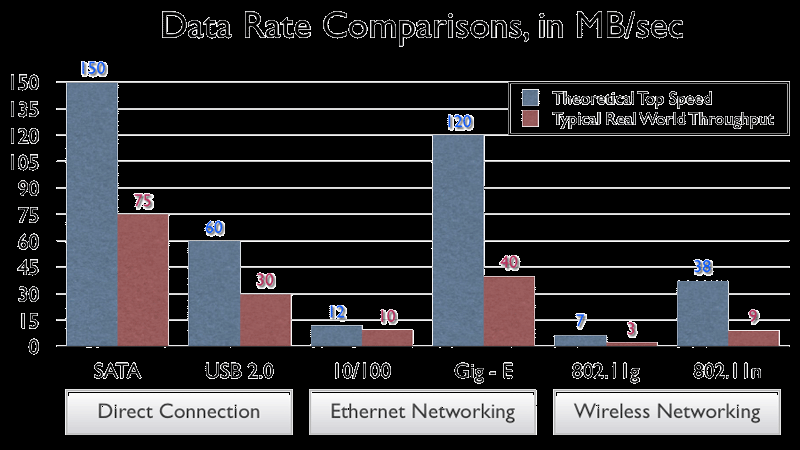 Data Rate Comparisons, in MB/sec
150
135
120
105
90
75
60
45
30
15
0
Theoretical Top Speed
Typical Real World Throughput
150
75
60
30
12
10
120
40
7
3
38
9
SATA
USB 2.0
10/100
Gig - E
802.11g
802.11n
Direct Connection
Ethernet Networking
Wireless Networking